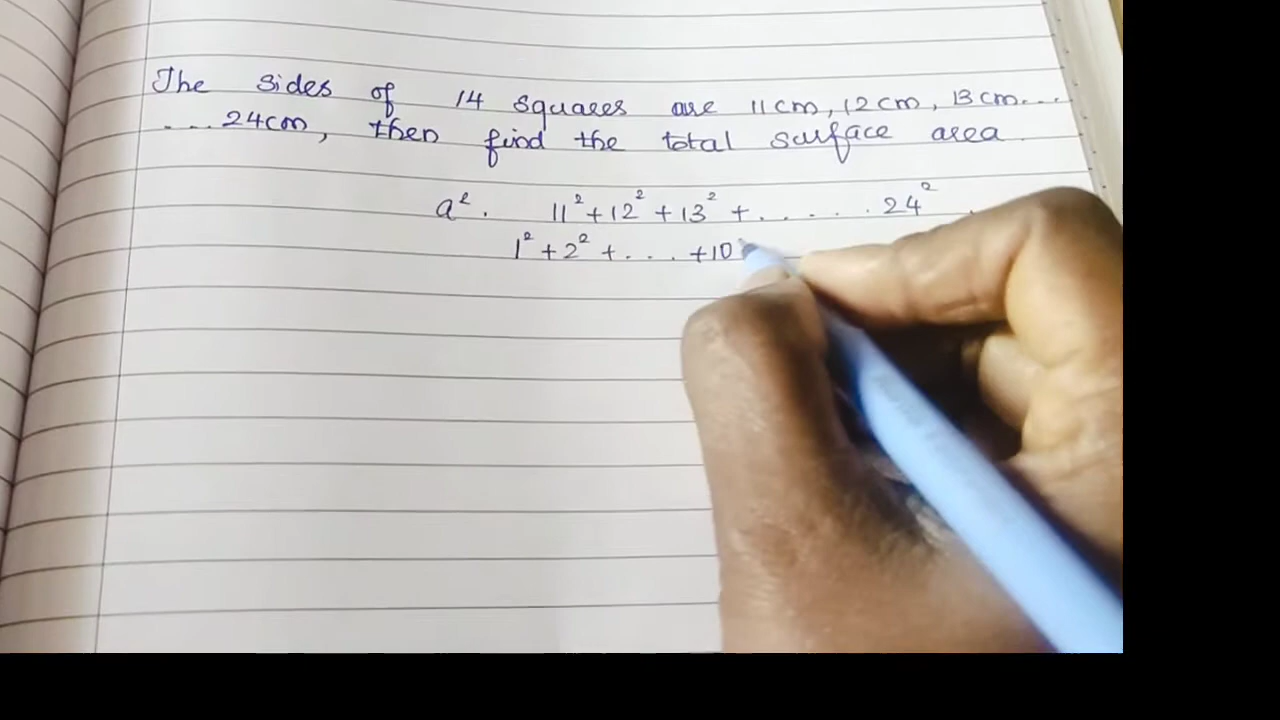 The sides of 14 squares are 11cm, 12cm, 13cm...
...24cm, then find the total surface area.
a². 11² + 12² + 13² + ..... 24²
1² + 2² + ... + 10